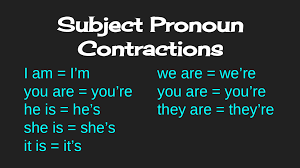 Subject Pronoun
Contractions
I am = I'm
you are = you're
he is = he's
she is = she's
it is = it's
we are = we're
you are = you're
they are = they're